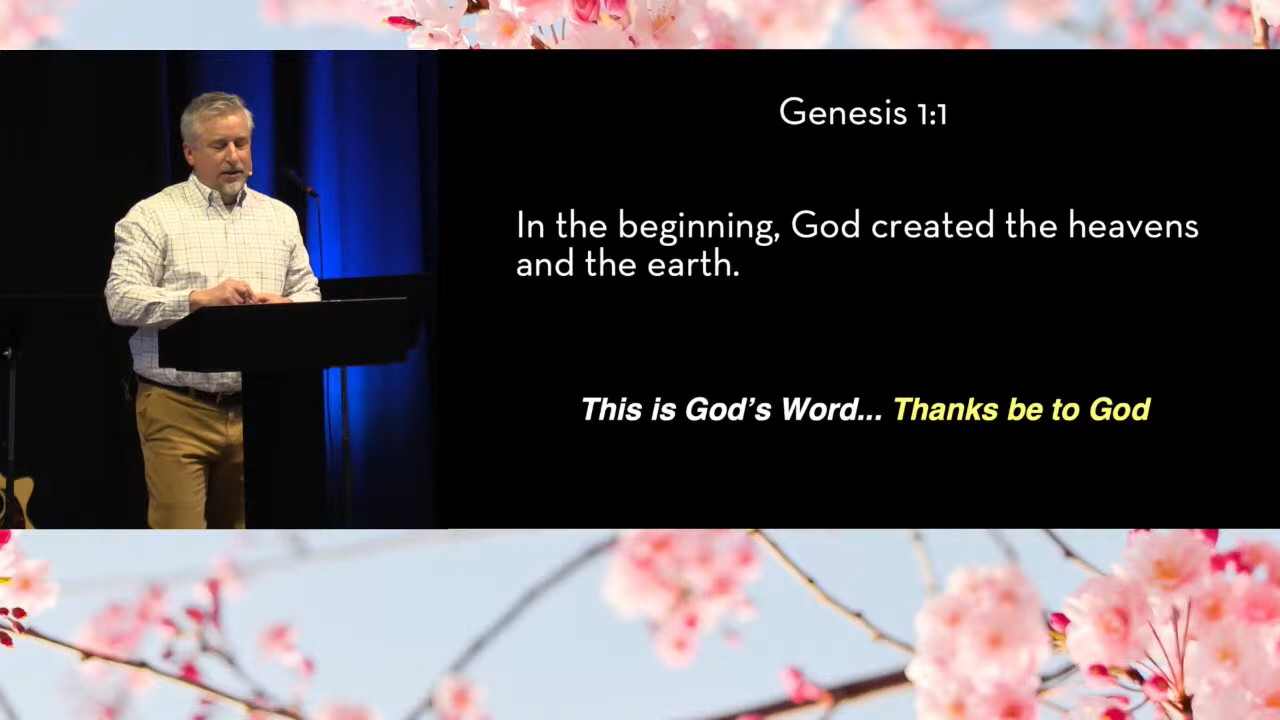 Genesis 1:1
In the beginning, God created the heavens
and the earth.
This is God’s Word... Thanks be to God